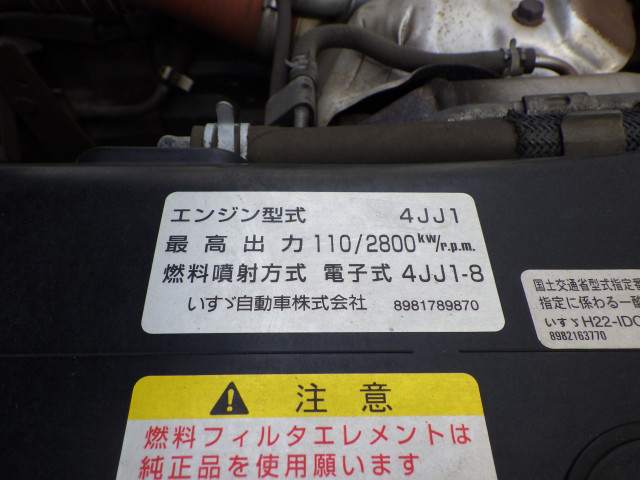 エンジン型式 4JJ1
最高出力 110/2800kW/r.p.m.
燃料噴射方式 電子式 4JJ1-8
いすゞ自動車株式会社 8981789870
国土交通省型式指定
指定に係わる一酸
いすゞH22-IDC
8982163770
注意
燃料フィルタエレメントは
純正品を使用願います